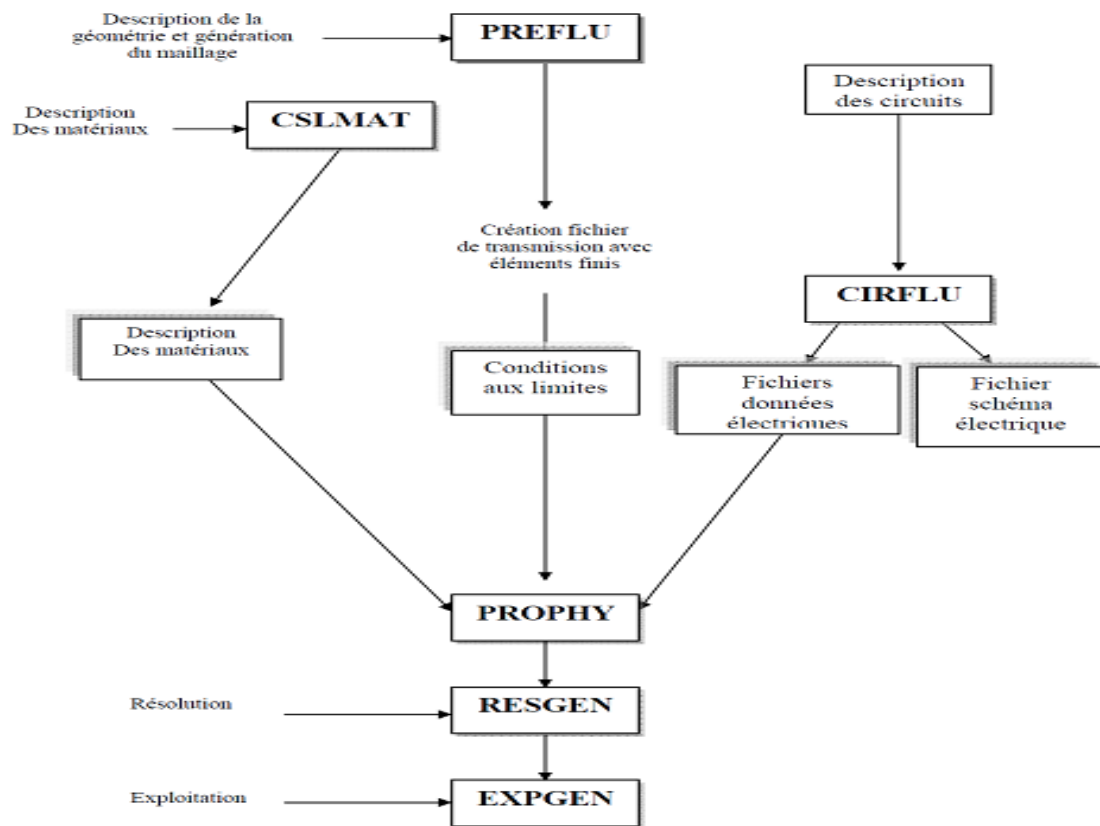 Description de la
géométrie et génération
du maillage
PREFLU
Description
des circuits
Description
Des matériaux
CSLMAT
Création fichier
de transmission avec
éléments finis
CIRFLU
Description
Des matériaux
Conditions
aux limites
Fichiers
données
électriques
Fichier
schéma
électrique
PROPHY
Résolution
RESGEN
Exploitation
EXPGEN